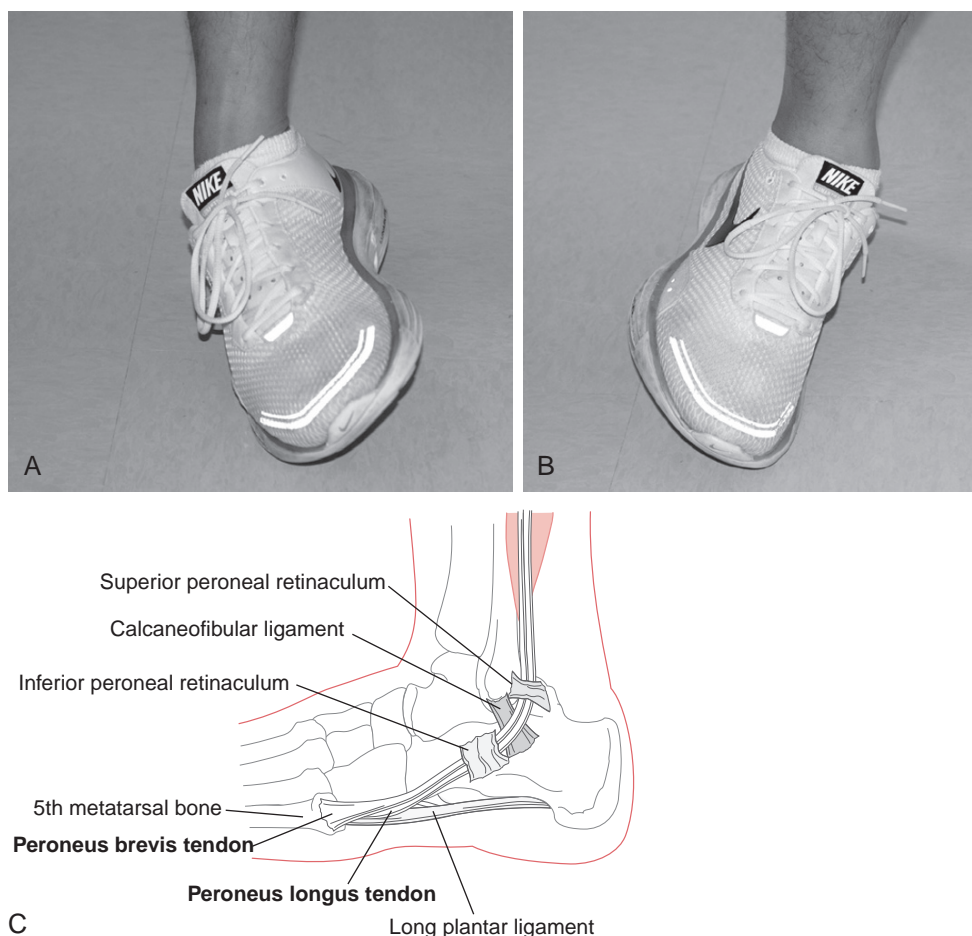 NIKE
NIKE
A
B
Superior peroneal retinaculum
Calcaneofibular ligament
Inferior peroneal retinaculum
5th metatarsal bone
Peroneus brevis tendon
Peroneus longus tendon
Long plantar ligament
C